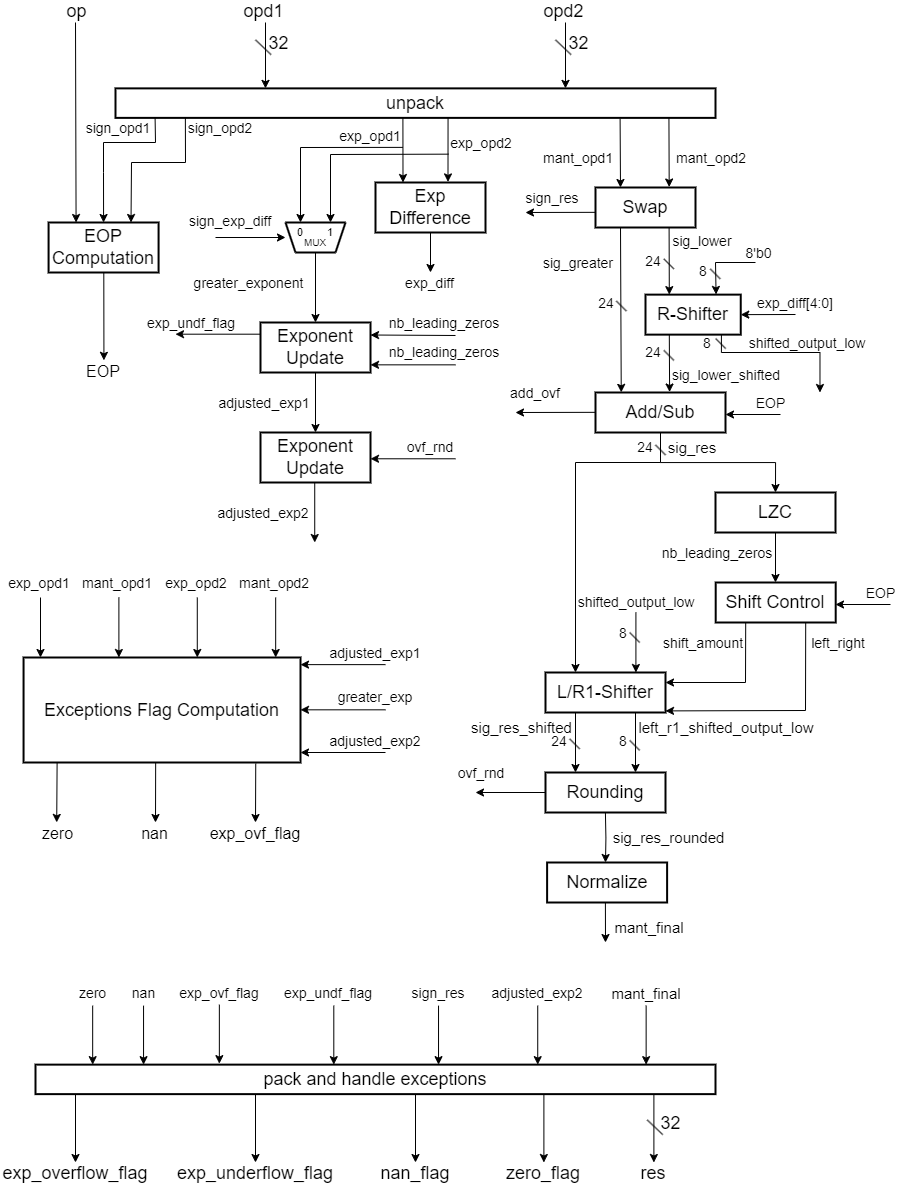 op
opd1
opd2
32
32
unpack
sign_opd1
sign_opd2
exp_opd1
exp_opd2
mant_opd1
mant_opd2
Exp
Difference
Swap
sign_res
sign_exp_diff
0
1
MUX
EOP
Computation
sig_greater
sig_lower
24
8
8'b0
greater_exponent
exp_diff
24
R-Shifter
exp_diff[4:0]
exp_undf_flag
Exponent
Update
nb_leading_zeros
nb_leading_zeros
24
8
shifted_output_low
EOP
sig_lower_shifted
adjusted_exp1
add_ovf
Add/Sub
EOP
Exponent
Update
ovf_rnd
24
sig_res
adjusted_exp2
LZC
nb_leading_zeros
exp_opd1
mant_opd1
exp_opd2
mant_opd2
shifted_output_low
8
Shift Control
EOP
shift_amount
left_right
adjusted_exp1
greater_exp
adjusted_exp2
Exceptions Flag Computation
L/R1-Shifter
sig_res_shifted
24
8
left_r1_shifted_output_low
ovf_rnd
Rounding
zero
nan
exp_ovf_flag
sig_res_rounded
Normalize
mant_final
zero
nan
exp_ovf_flag
exp_undf_flag
sign_res
adjusted_exp2
mant_final
pack and handle exceptions
32
exp_overflow_flag
exp_underflow_flag
nan_flag
zero_flag
res